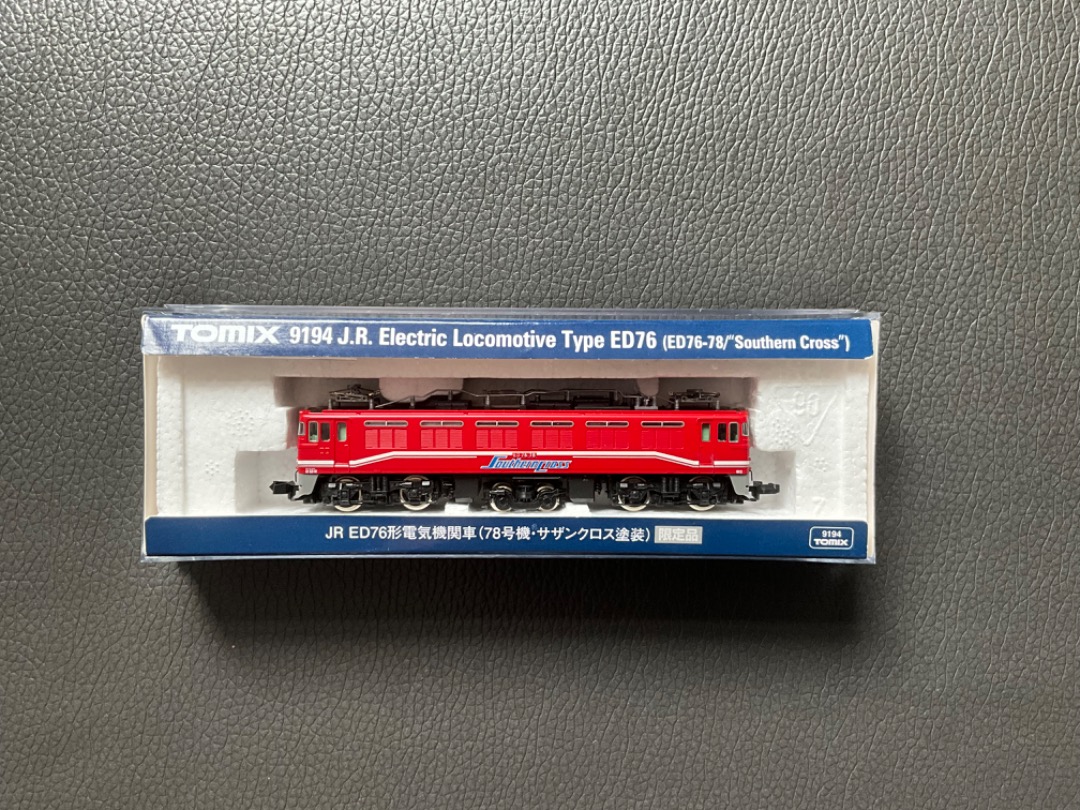 TOMIX 9194 J.R. Electric Locomotive Type ED76 (ED76-78/"Southern Cross")
ED76-78
SOUTHERN CROSS
JR ED76形電気機関車(78号機・サザンクロス塗装) 限定品
9194
TOMIX